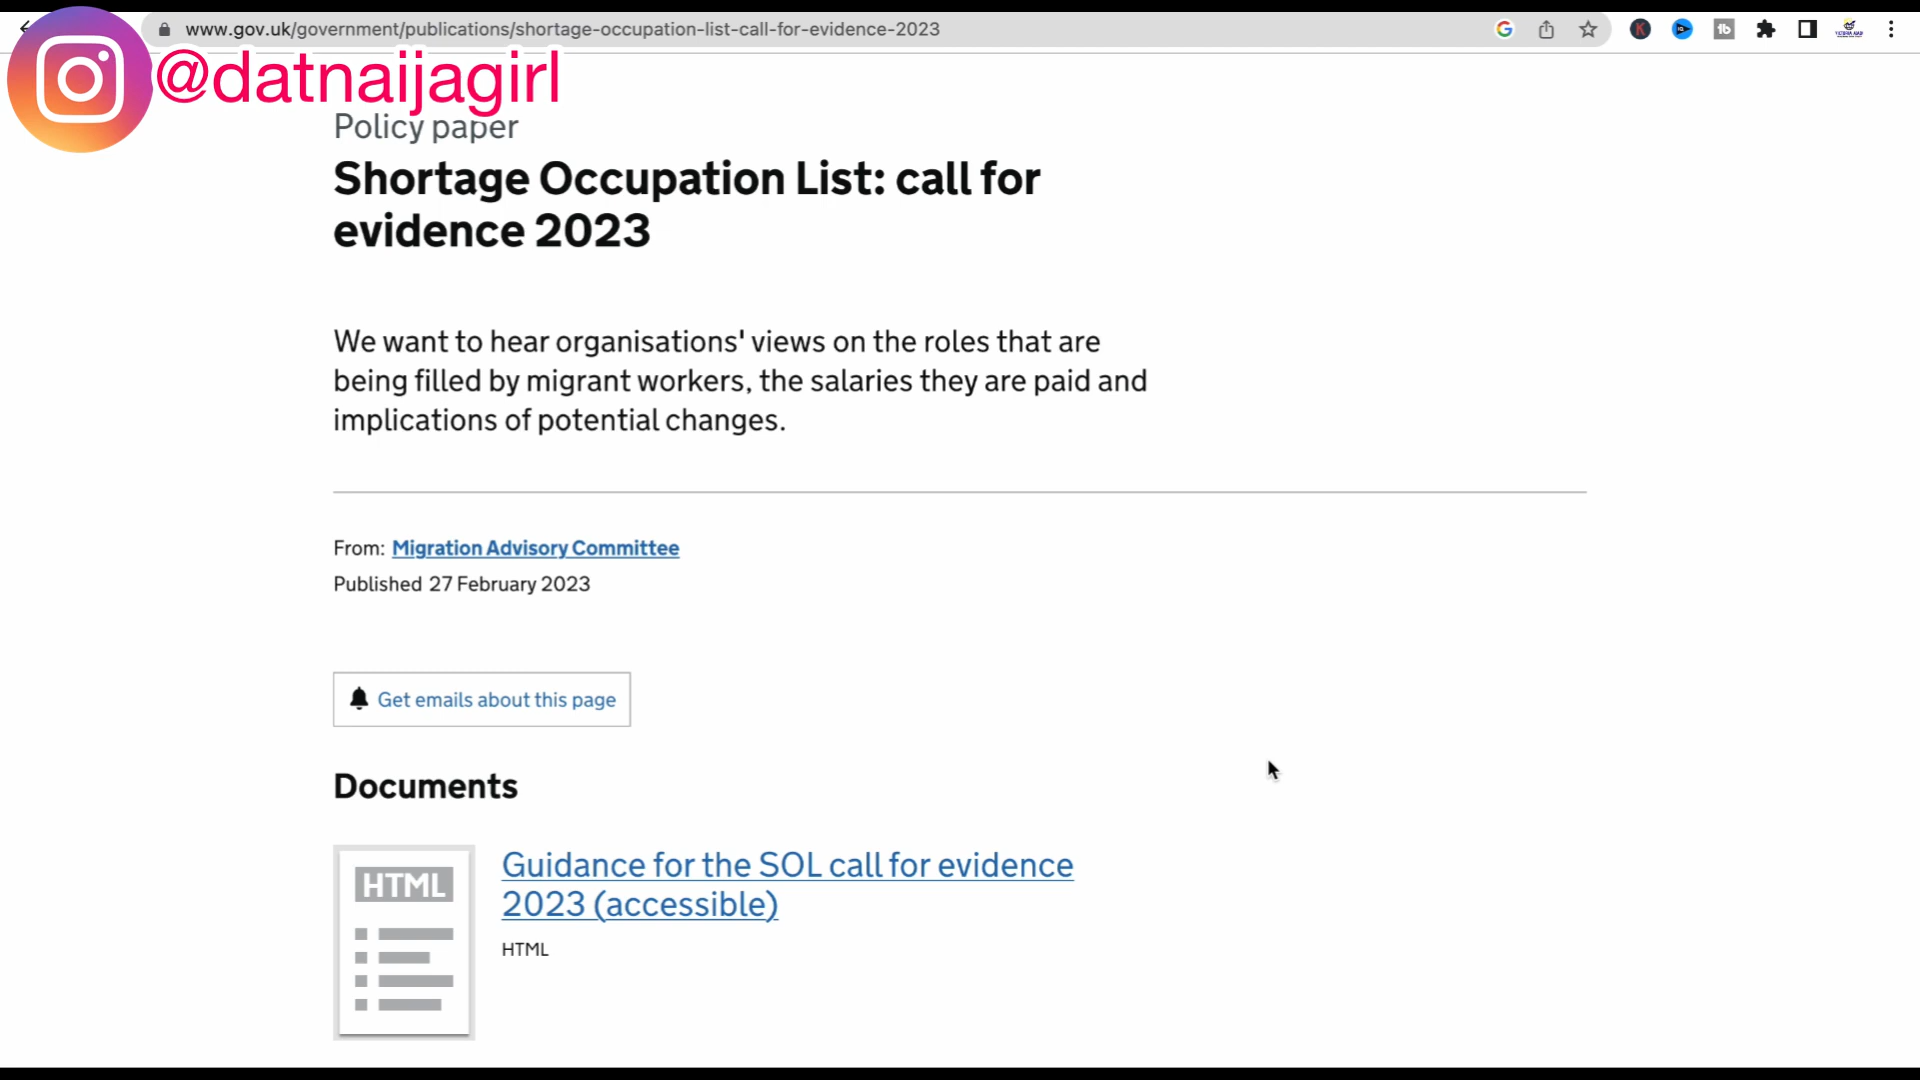 www.gov.uk/government/publications/shortage-occupation-list-call-for-evidence-2023
@datnaijagirl
Policy paper
Shortage Occupation List: call for
evidence 2023
We want to hear organisations' views on the roles that are
being filled by migrant workers, the salaries they are paid and
implications of potential changes.
From: Migration Advisory Committee
Published 27 February 2023
Get emails about this page
Documents
HTML
Guidance for the SOL call for evidence
2023 (accessible)
HTML